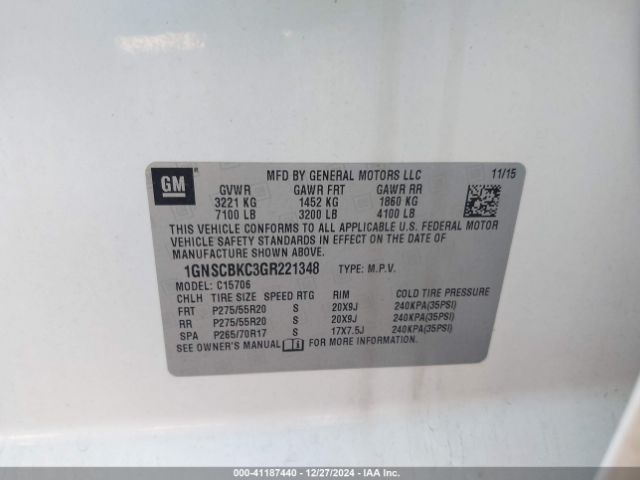 MFD BY GENERAL MOTORS LLC 11/15
GM
GVWR GAWR FRT GAWR RR
3221 KG 1452 KG 1860 KG
7100 LB 3200 LB 4100 LB
THIS VEHICLE CONFORMS TO ALL APPLICABLE U.S. FEDERAL MOTOR
VEHICLE SAFETY STANDARDS IN EFFECT ON THE DATE OF
MANUFACTURE SHOWN ABOVE.
1GNSCBKC3GR221348 TYPE: M.P.V.
MODEL: C15706
CHLH TIRE SIZE SPEED RTG RIM COLD TIRE PRESSURE
FRT P275/55R20 S 20X9J 240KPA(35PSI)
RR P275/55R20 S 20X9J 240KPA(35PSI)
SPA P265/70R17 S 17X7.5J 240KPA(35PSI)
SEE OWNER'S MANUAL FOR MORE INFORMATION
000-41187440 • 12/27/2024 • IAAI.COM